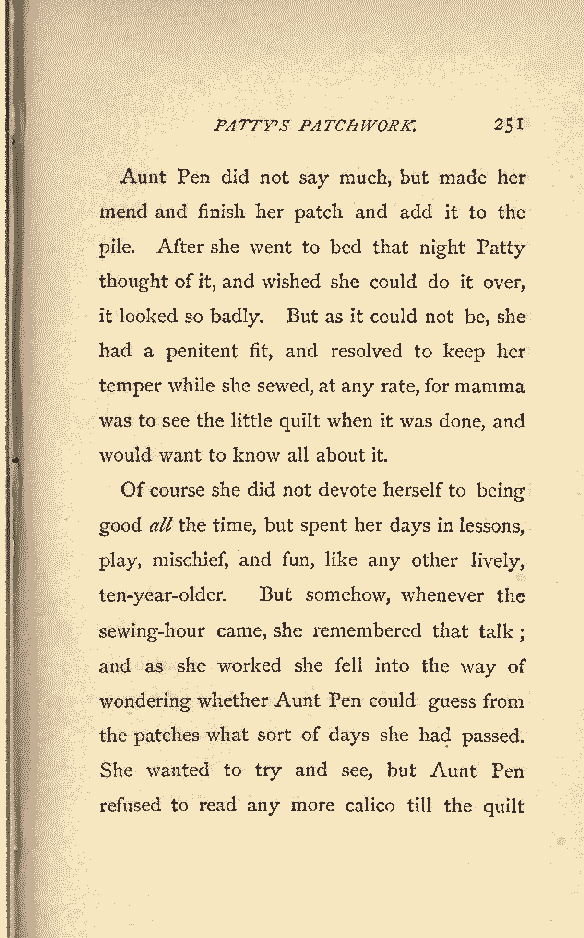 PATTY'S PATCHWORK. 251
Aunt Pen did not say much, but made her
mend and finish her patch and add it to the
pile. After she went to bed that night Patty
thought of it, and wished she could do it over,
it looked so badly. But as it could not be, she
had a penitent fit, and resolved to keep her
temper while she sewed, at any rate, for mamma
was to see the little quilt when it was done, and
would want to know all about it.
Of course she did not devote herself to being
good all the time, but spent her days in lessons,
play, mischief, and fun, like any other lively,
ten-year-older. But somehow, whenever the
sewing-hour came, she remembered that talk ;
and as she worked she fell into the way of
wondering whether Aunt Pen could guess from
the patches what sort of days she had passed.
She wanted to try and see, but Aunt Pen
refused to read any more calico till the quilt